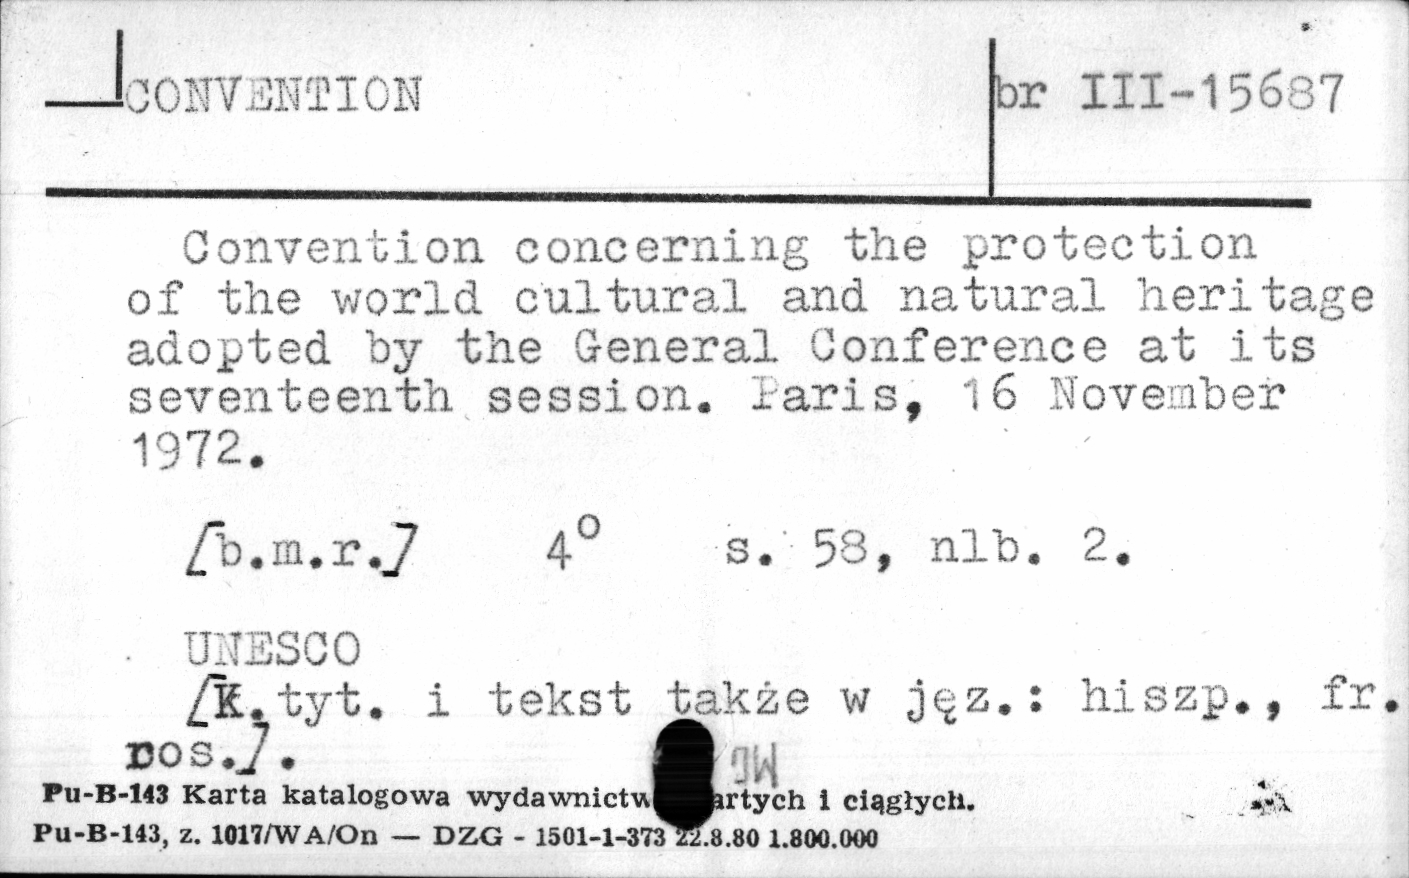 CONVENTION
br III-15687
Convention concerning the protection
of the world cultural and natural heritage
adopted by the General Conference at its
seventeenth session. Paris, 16 November
1972.
[b.m.r.] 4° s. 58, nlb. 2.
UNESCO
[K.tyt. i tekst także w jęz.: hiszp., fr.
ros.].
Pu-B-143 Karta katalogowa wydawnictw artych i ciągłych.
Pu-B-143, z. 1017/WA/On — DZG - 1501-1-373 22.8.80 1.800.000